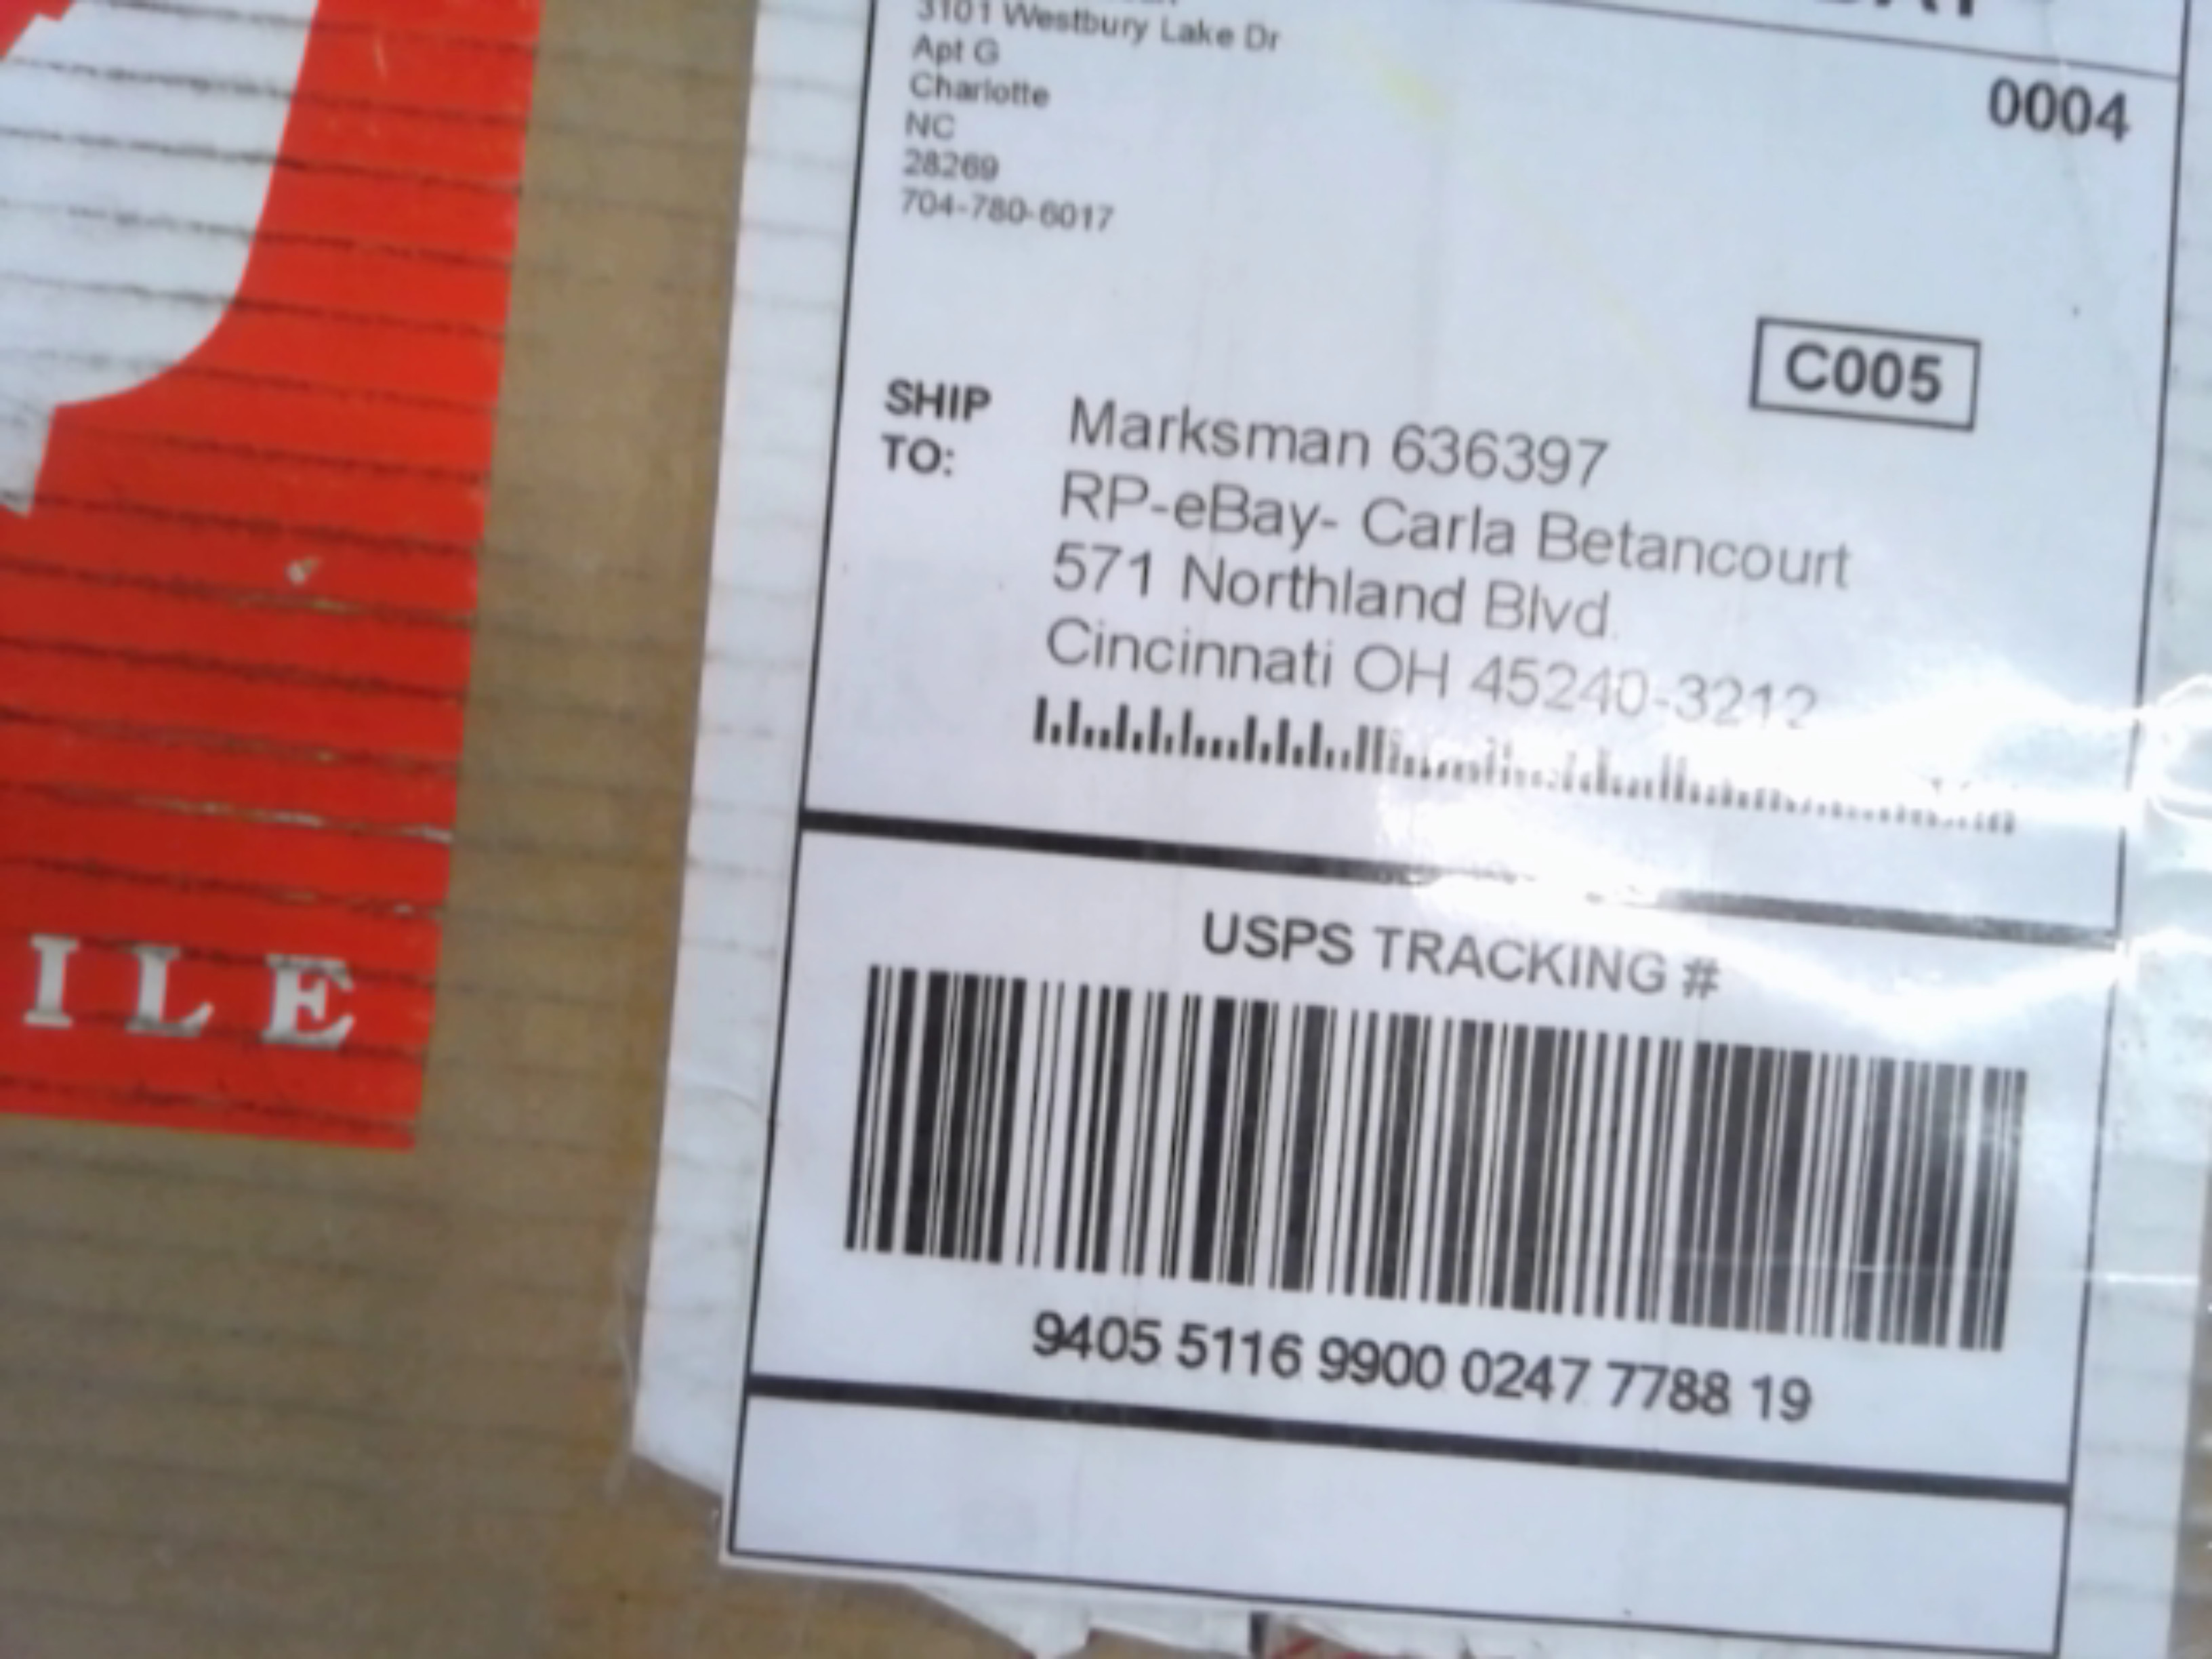 3101 Westbury Lake Dr
Apt G
Charlotte
NC
28269
704-780-6017
0004
C005
SHIP
TO:
Marksman 636397
RP-eBay- Carla Betancourt
571 Northland Blvd.
Cincinnati OH 45240-3212
USPS TRACKING #
9405 5116 9900 0247 7788 19
ILE